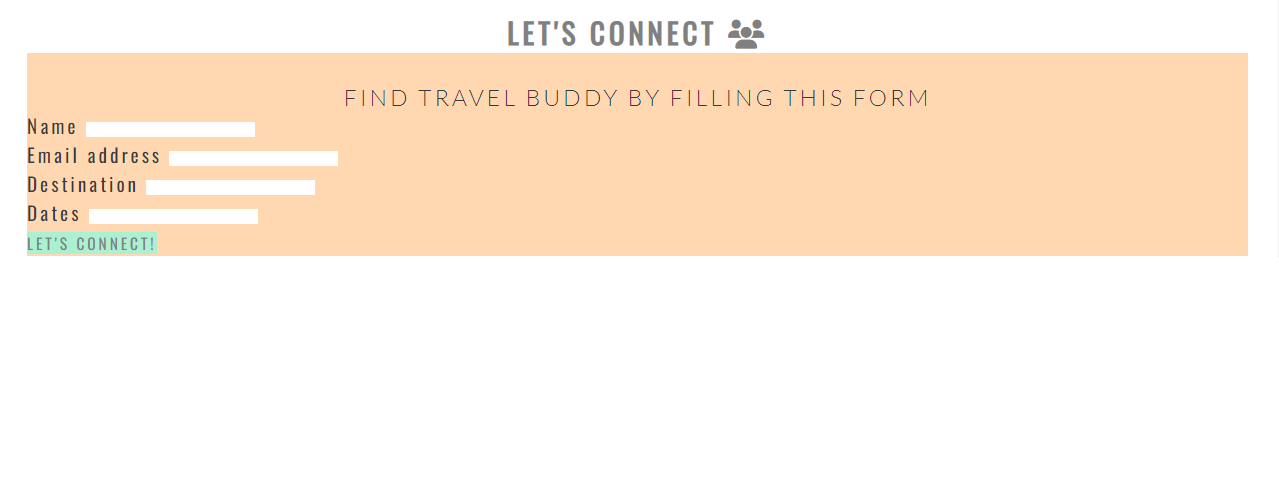 LET'S CONNECT
FIND TRAVEL BUDDY BY FILLING THIS FORM
Name
Email address
Destination
Dates
LET'S CONNECT!